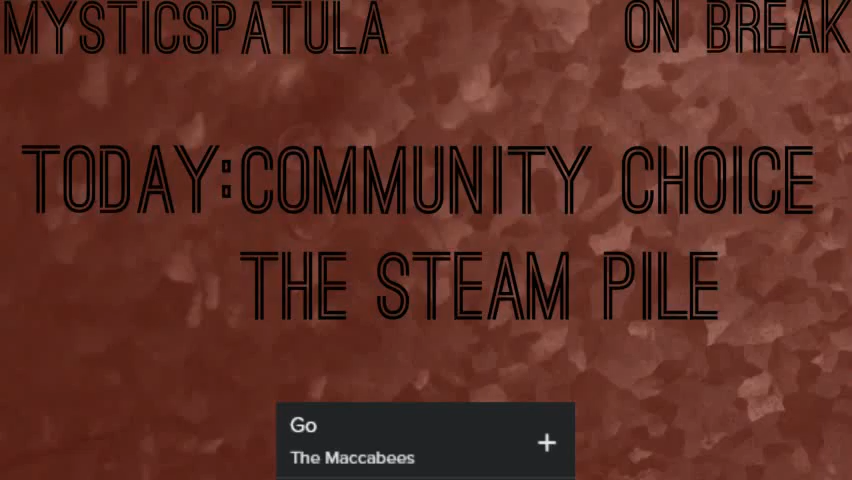 MYSTICSPATULA
ON BREAK
TODAY:COMMUNITY CHOICE
THE STEAM PILE
Go
The Maccabees
+